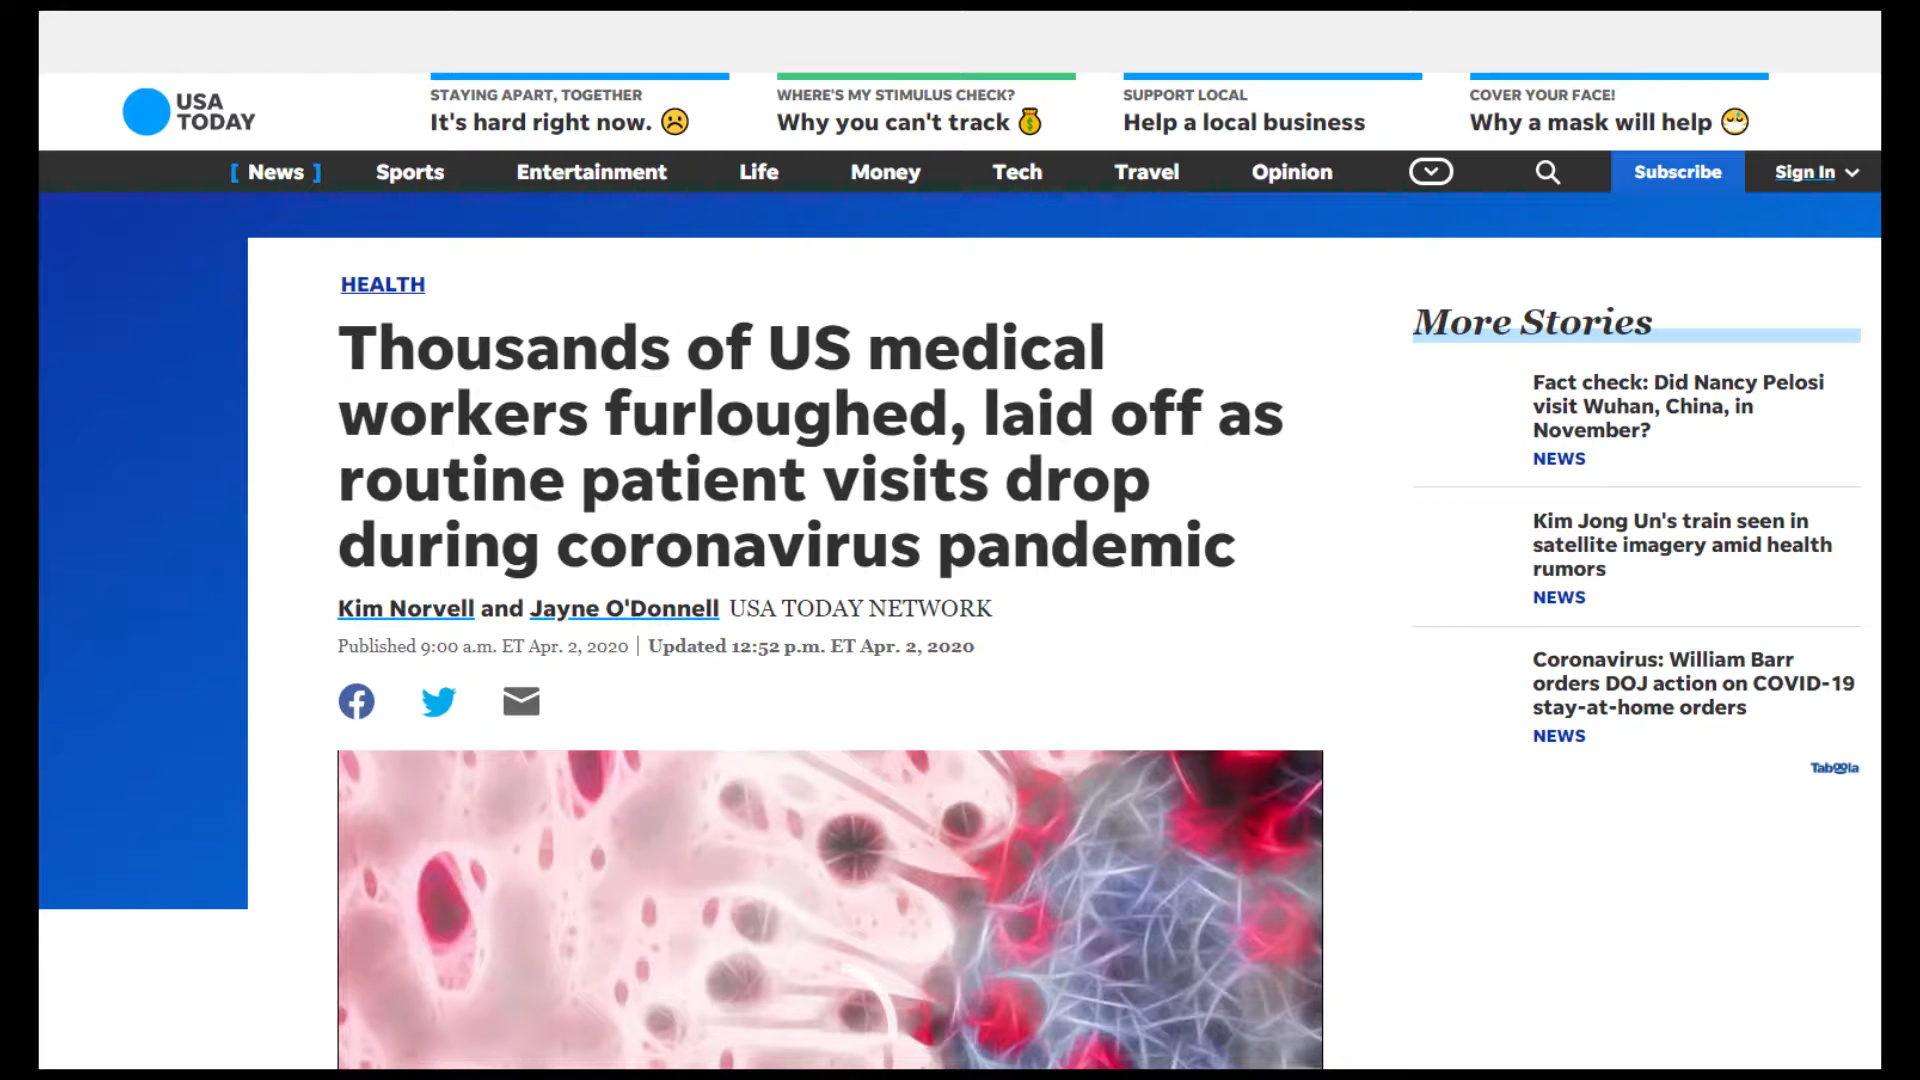 USA
TODAY
STAYING APART, TOGETHER
It's hard right now.
WHERE'S MY STIMULUS CHECK?
Why you can't track
SUPPORT LOCAL
Help a local business
COVER YOUR FACE!
Why a mask will help
[ News ] Sports Entertainment Life Money Tech Travel Opinion Subscribe Sign In
HEALTH
Thousands of US medical
workers furloughed, laid off as
routine patient visits drop
during coronavirus pandemic
Kim Norvell and Jayne O'Donnell USA TODAY NETWORK
Published 9:00 a.m. ET Apr. 2, 2020 | Updated 12:52 p.m. ET Apr. 2, 2020
More Stories
Fact check: Did Nancy Pelosi
visit Wuhan, China, in
November?
NEWS
Kim Jong Un's train seen in
satellite imagery amid health
rumors
NEWS
Coronavirus: William Barr
orders DOJ action on COVID-19
stay-at-home orders
NEWS
Taboola